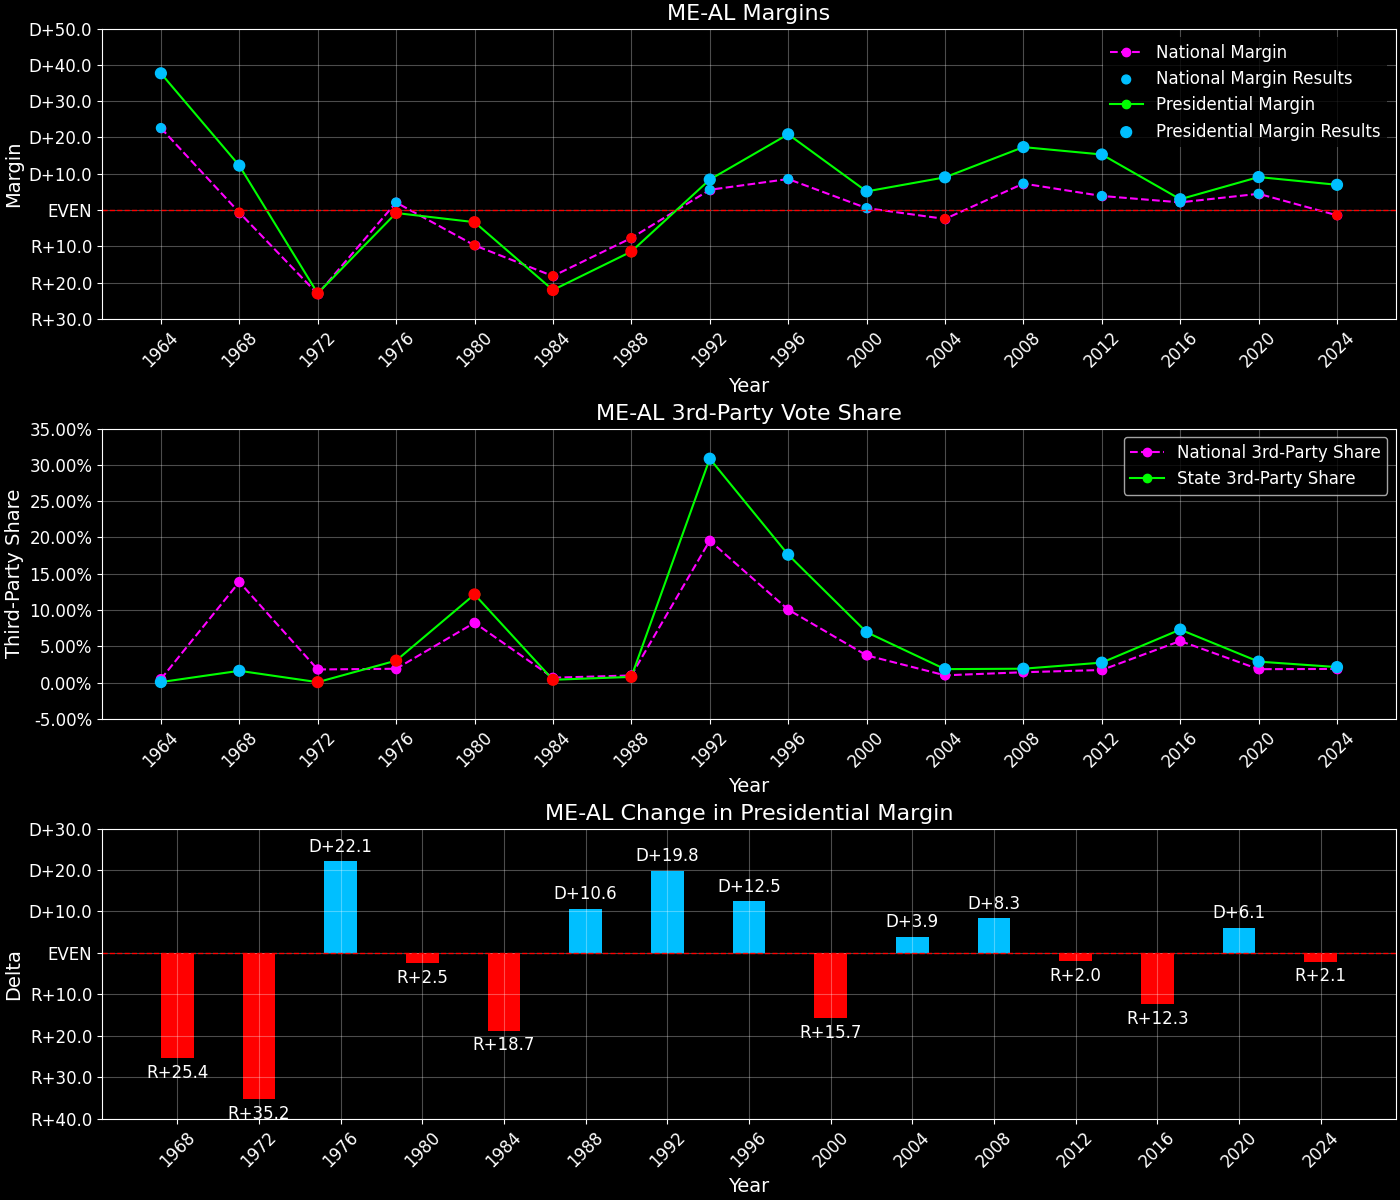 ME-AL Margins
D+50.0
D+40.0
D+30.0
D+20.0
D+10.0
EVEN
R+10.0
R+20.0
R+30.0
Margin
National Margin
National Margin Results
Presidential Margin
Presidential Margin Results
1964 1968 1972 1976 1980 1984 1988 1992 1996 2000 2004 2008 2012 2016 2020 2024
Year
ME-AL 3rd-Party Vote Share
35.00%
30.00%
25.00%
20.00%
15.00%
10.00%
5.00%
0.00%
-5.00%
Third-Party Share
National 3rd-Party Share
State 3rd-Party Share
1964 1968 1972 1976 1980 1984 1988 1992 1996 2000 2004 2008 2012 2016 2020 2024
Year
ME-AL Change in Presidential Margin
D+30.0
D+20.0
D+10.0
EVEN
R+10.0
R+20.0
R+30.0
R+40.0
Delta
R+25.4
R+35.2
D+22.1
R+2.5
R+18.7
D+10.6
D+19.8
D+12.5
R+15.7
D+3.9
D+8.3
R+2.0
R+12.3
D+6.1
R+2.1
1968 1972 1976 1980 1984 1988 1992 1996 2000 2004 2008 2012 2016 2020 2024
Year